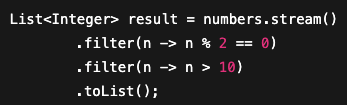 List<Integer> result = numbers.stream()
        .filter(n -> n % 2 == 0)
        .filter(n -> n > 10)
        .toList();